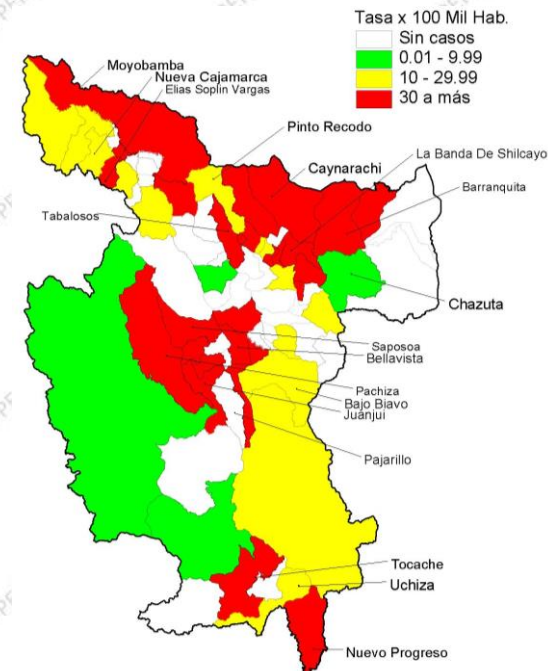 Tasa x 100 Mil Hab.
Sin casos
0.01 - 9.99
10 - 29.99
30 a más
Moyobamba
Nueva Cajamarca
Elias Soplin Vargas
Pinto Recodo
La Banda De Shilcayo
Caynarachi
Barranquita
Tabalosos
Chazuta
Saposoa
Bellavista
Pachiza
Bajo Biavo
Juanjui
Pajarillo
Tocache
Uchiza
Nuevo Progreso